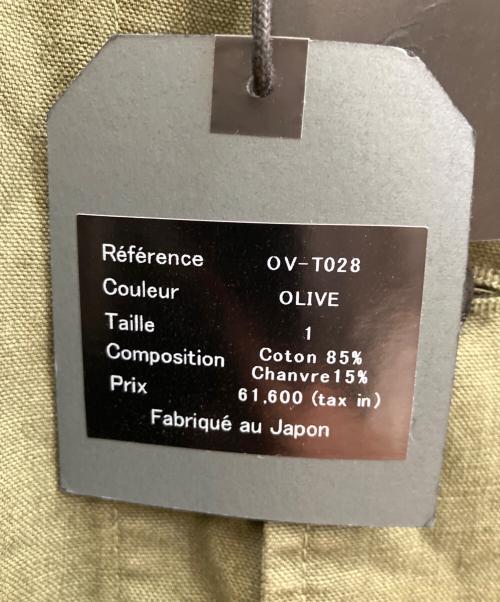 Référence OV-T028
Couleur OLIVE
Taille 1
Composition Coton 85%
Chanvre15%
Prix 61,600 (tax in)
Fabriqué au Japon